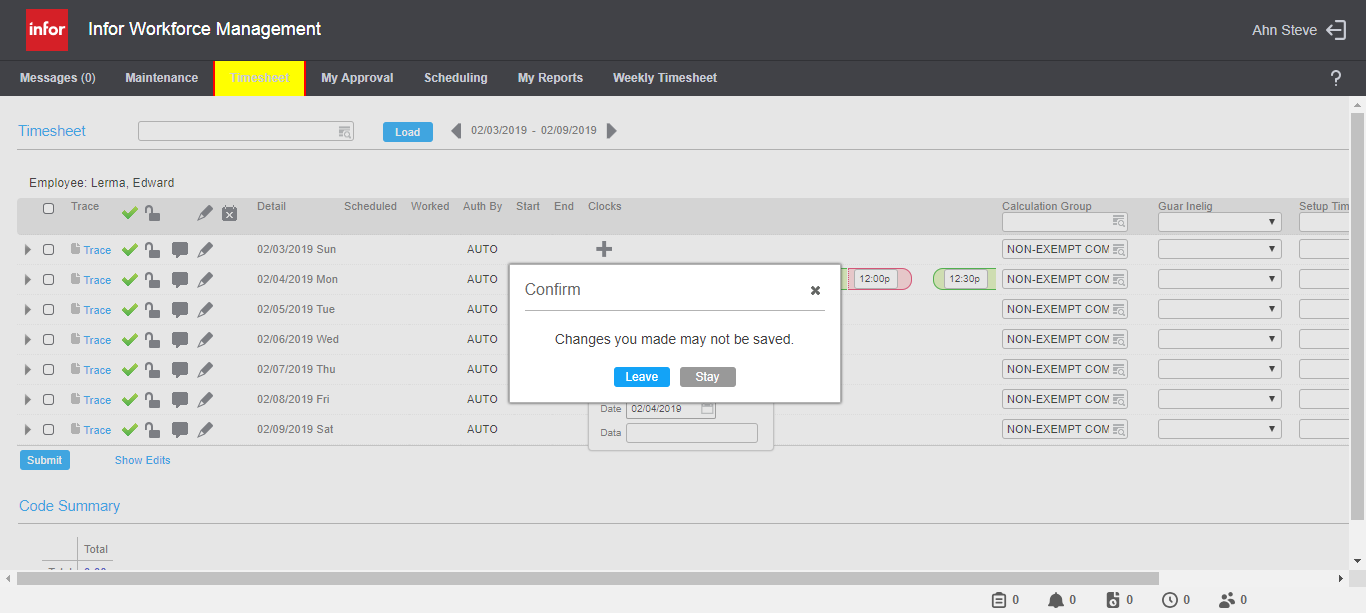 infor Infor Workforce Management Ahn Steve
Messages (0) Maintenance Timesheet My Approval Scheduling My Reports Weekly Timesheet ?
Timesheet Load 02/03/2019 - 02/09/2019
Employee: Lerma, Edward
Trace Detail Scheduled Worked Auth By Start End Clocks Calculation Group Guar Inelig Setup Tim
Trace 02/03/2019 Sun AUTO NON-EXEMPT COM
Trace 02/04/2019 Mon AUTO 12:00p 12:30p NON-EXEMPT COM
Trace 02/05/2019 Tue AUTO NON-EXEMPT COM
Trace 02/06/2019 Wed AUTO NON-EXEMPT COM
Trace 02/07/2019 Thu AUTO NON-EXEMPT COM
Trace 02/08/2019 Fri AUTO NON-EXEMPT COM
Trace 02/09/2019 Sat AUTO NON-EXEMPT COM
Confirm
Changes you made may not be saved.
Leave Stay
Date 02/04/2019
Data
Submit Show Edits
Code Summary
Total
0 0 0 0 0